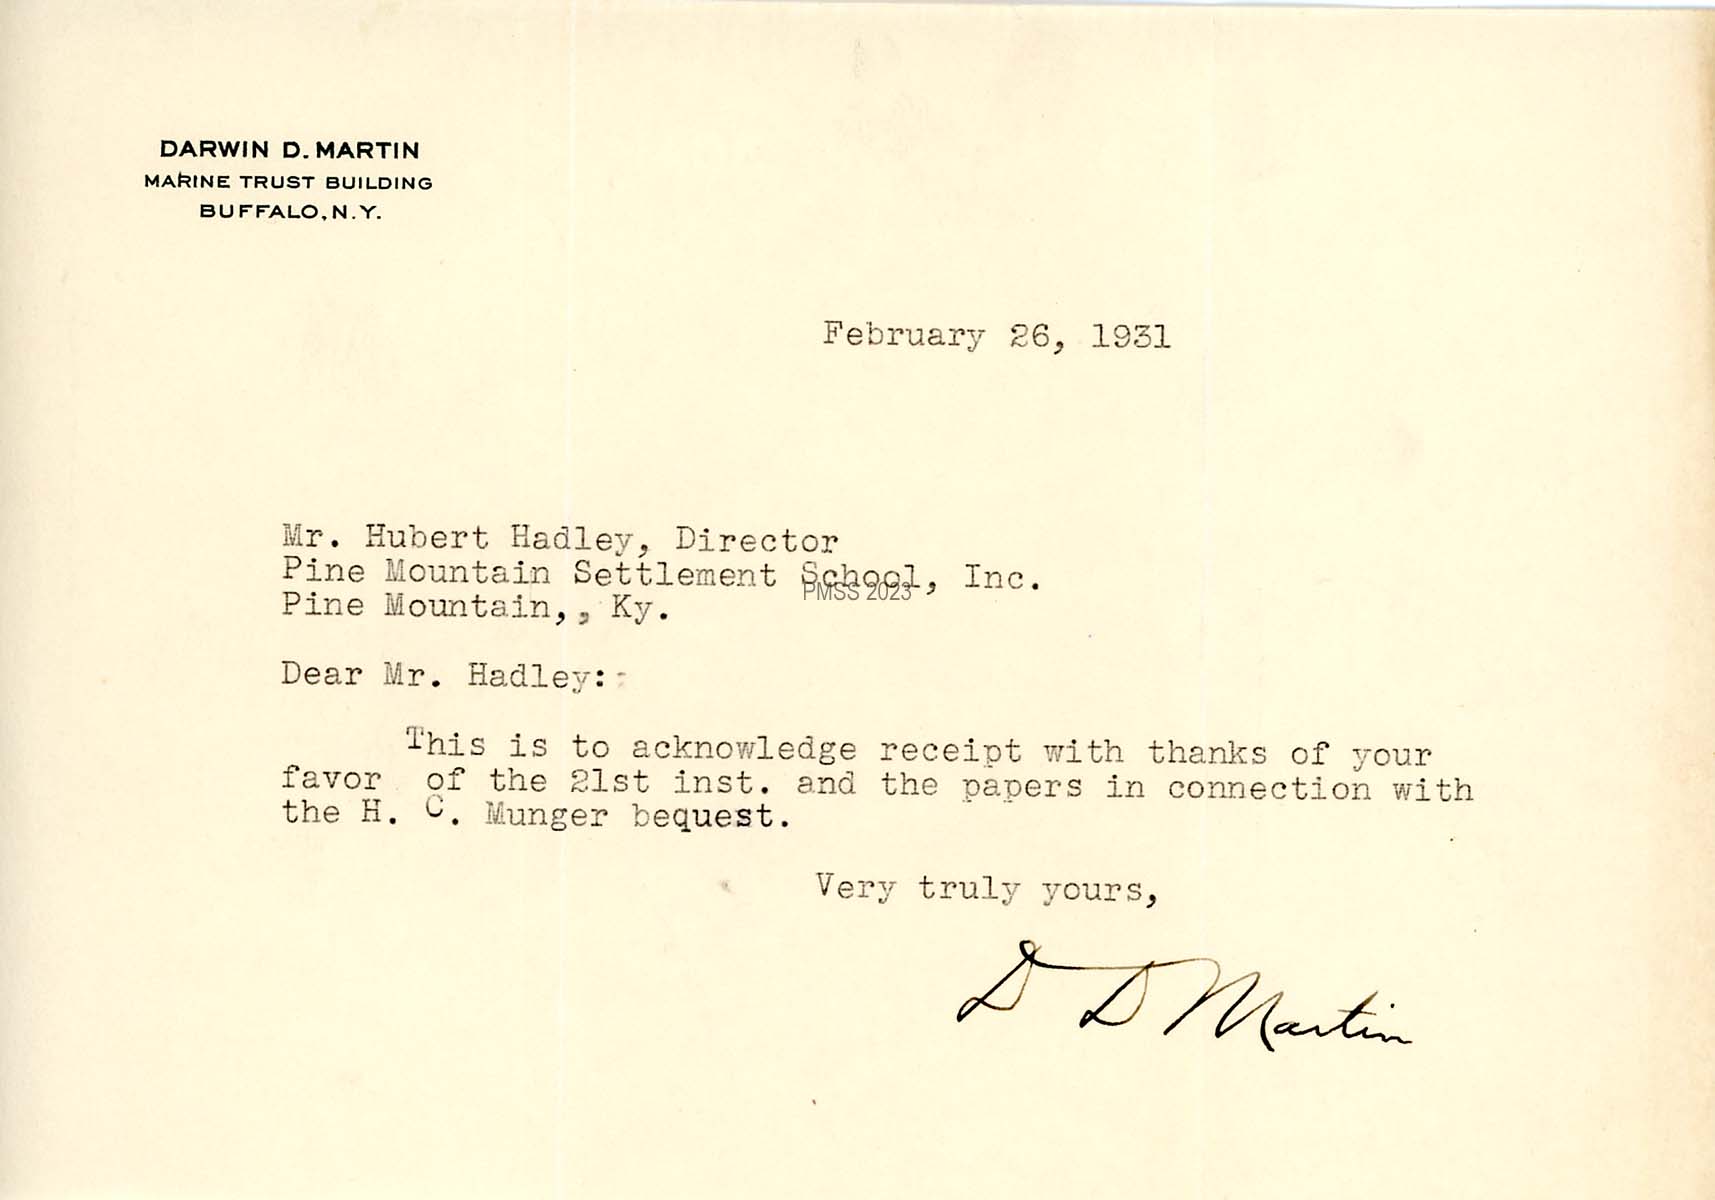 DARWIN D. MARTIN
MARINE TRUST BUILDING
BUFFALO, N. Y.
February 26, 1931
Mr. Hubert Hadley, Director
Pine Mountain Settlement School, Inc.
PMSS 2023
Pine Mountain,, Ky.
Dear Mr. Hadley:-
This is to acknowledge receipt with thanks of your
favor of the 21st inst. and the papers in connection with
the H. C. Munger bequest.
Very truly yours,
D D Martin